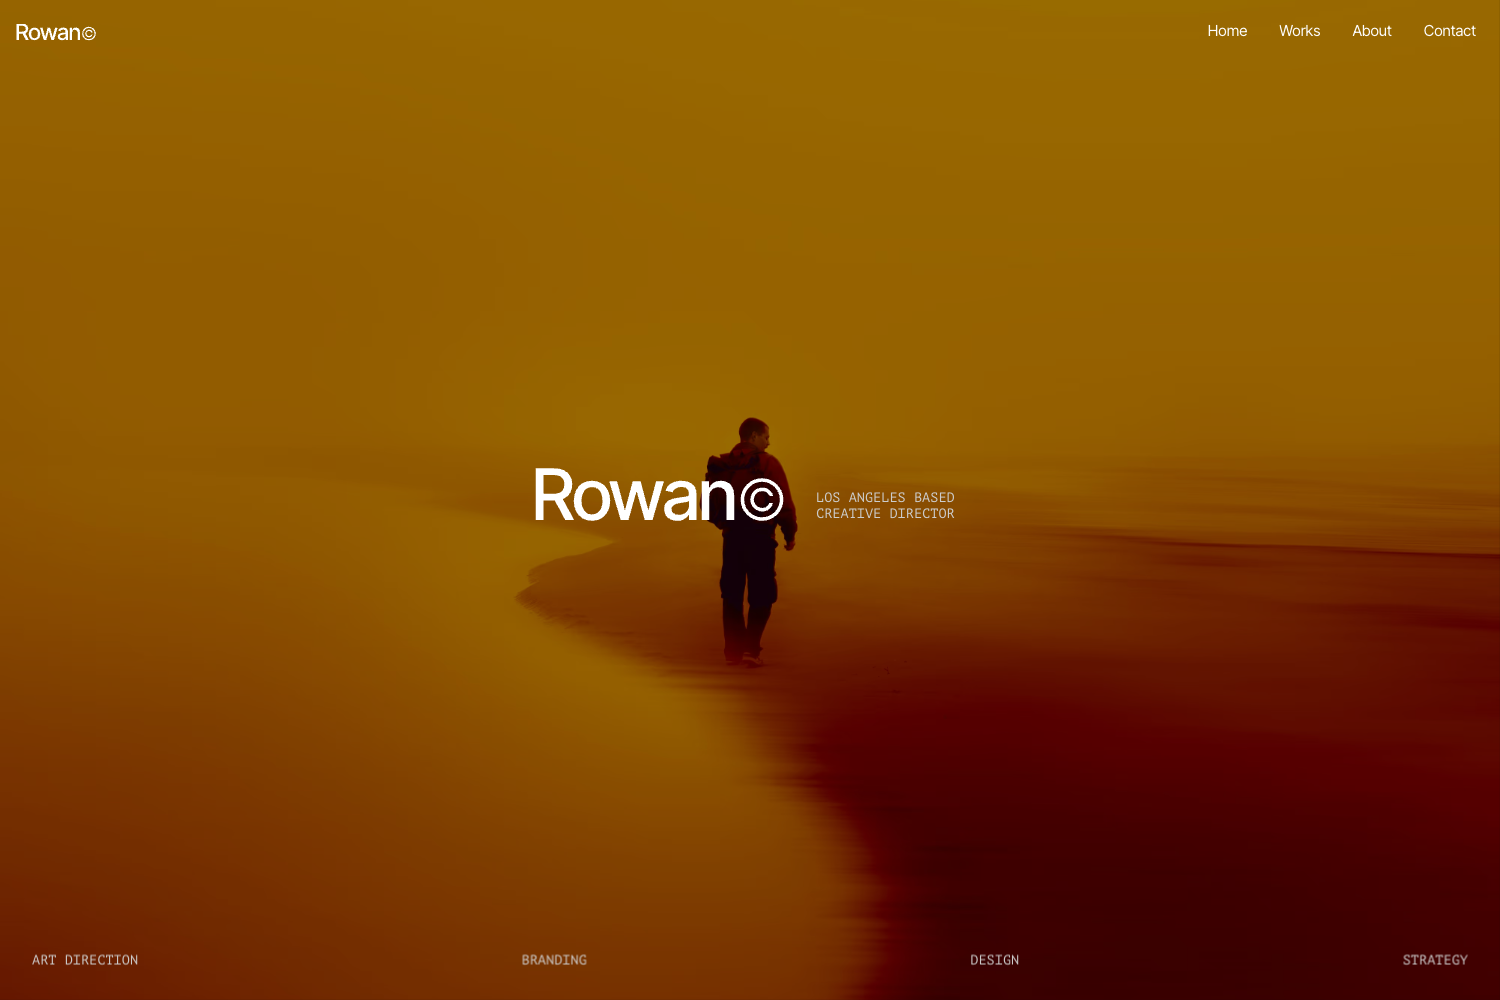 Rowan©
Home Works About Contact
Rowan©
LOS ANGELES BASED
CREATIVE DIRECTOR
ART DIRECTION BRANDING DESIGN STRATEGY